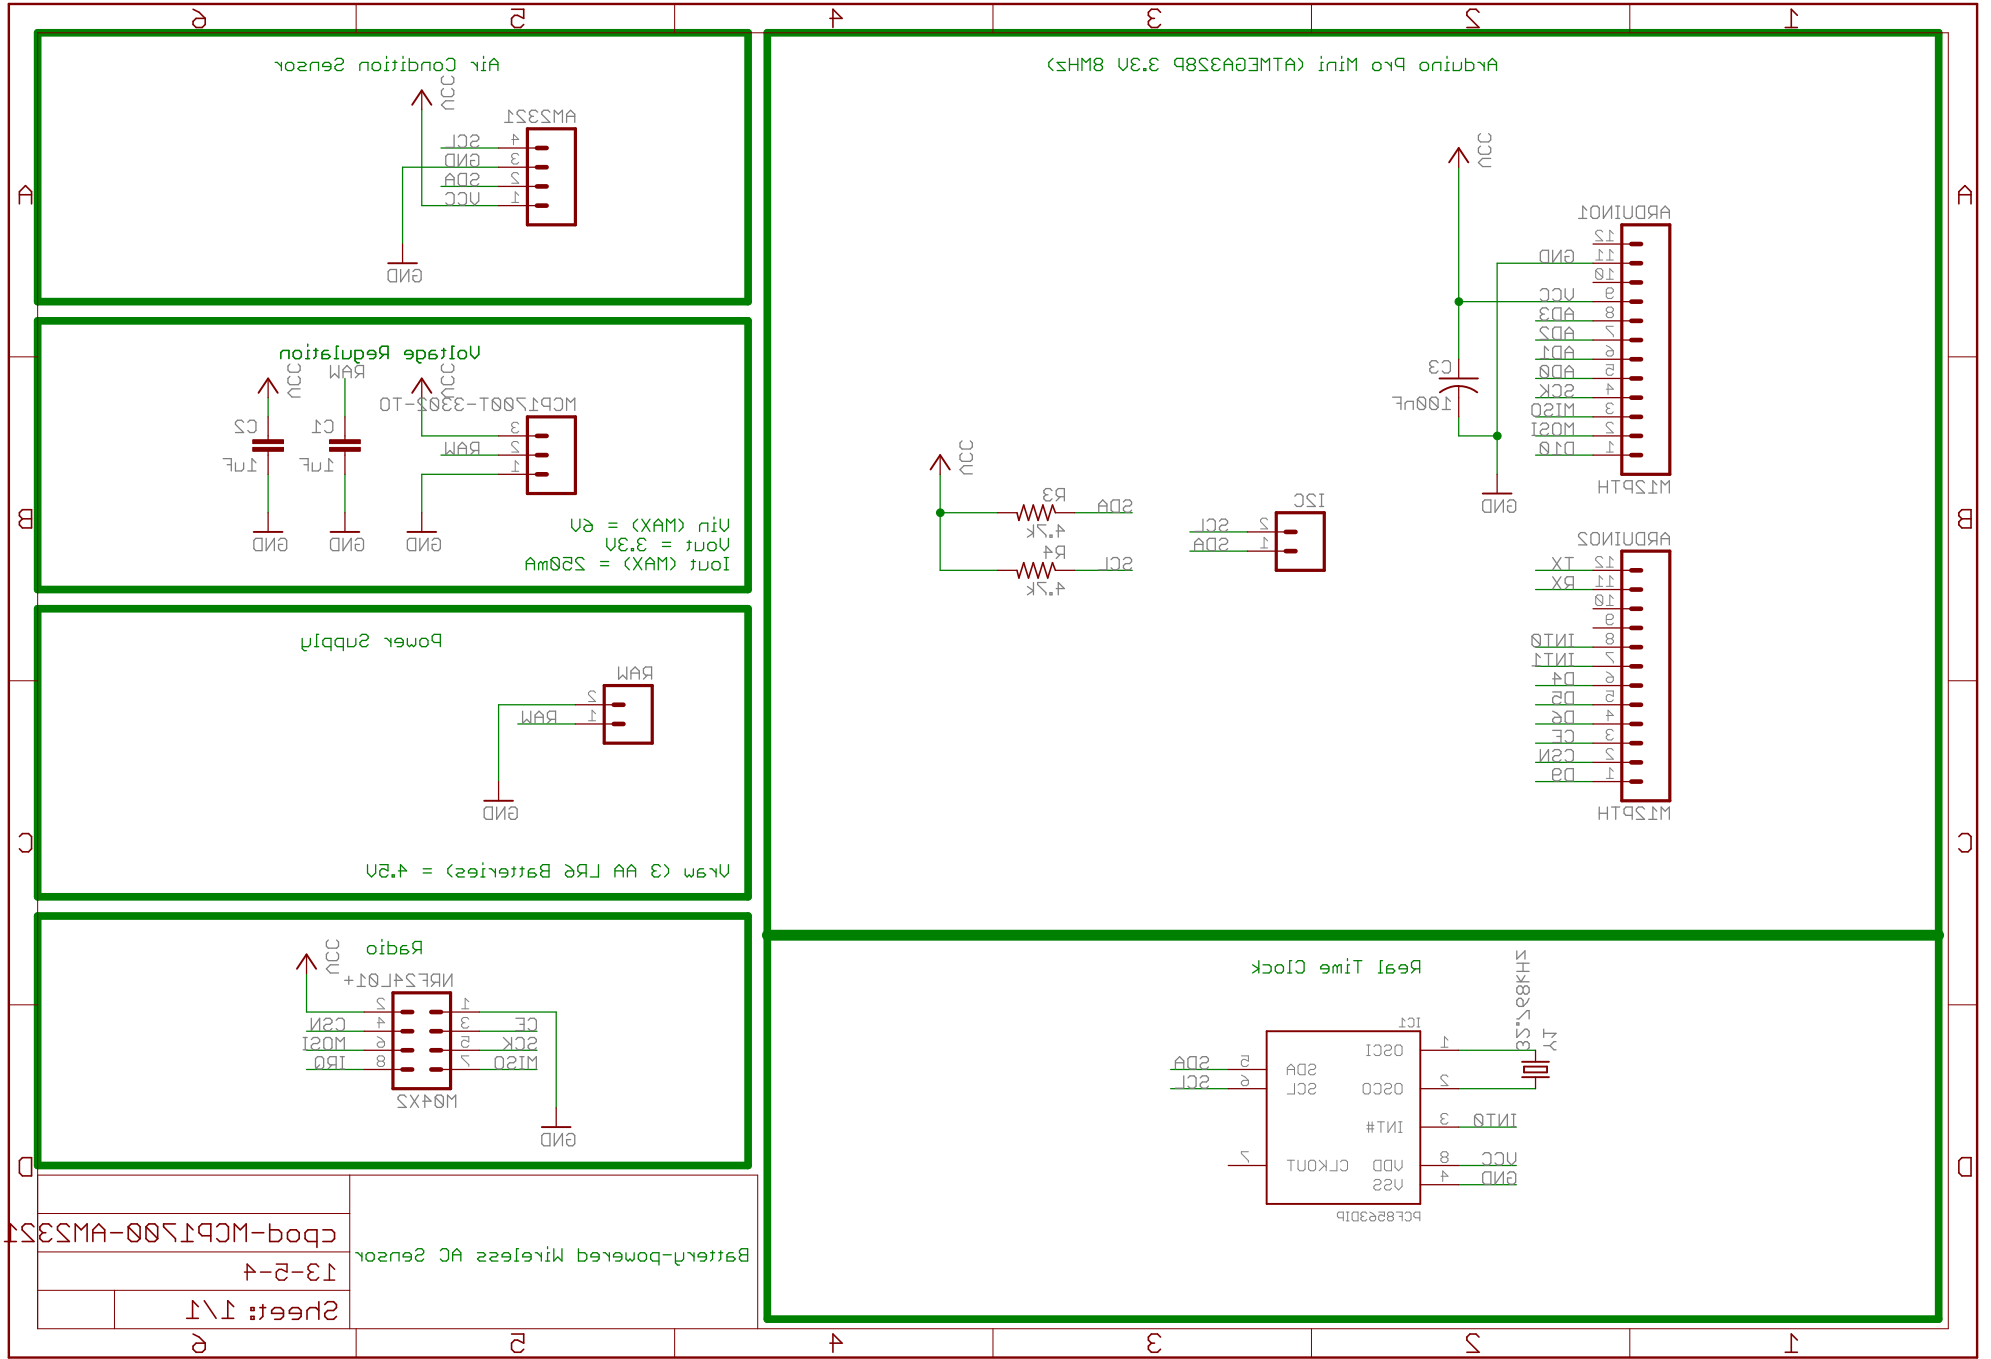 1 2 3 4 5 6
Arduino Pro Mini (ATMEGA328P 3.3V 8MHz)
VCC
ARDUINO1
12
11 GND
10
9 VCC
8 AD3
7 AD2
6 AD1
5 AD0
4 SCK
3 MISO
2 MOSI
1 D10
M12PTH
C3
100nF
GND
ARDUINO2
12 TX
11 RX
10
9
8 INT0
7 INT1
6 D4
5 D5
4 D6
3 CE
2 CSN
1 D9
M12PTH
I2C
2 SCL
1 SDA
VCC
R3
SDA
4.7k
R4
SCL
4.7k
Real Time Clock
32.768kHz
Y1
IC1
1 OSCI
2 OSCO
3 INT# INT0
8 VDD VCC
4 VSS GND
SDA 5 SDA
SCL 6 SCL
CLKOUT 7
PCF8563DIP
Air Condition Sensor
VCC
AM2321
4 SCL
3 GND
2 SDA
1 VCC
GND
Voltage Regulation
MCP1700T-3302-TO
VCC
3
2 RAW
1
GND
RAW
C1
1uF
GND
VCC
C2
1uF
GND
Vin (MAX) = 6V
Vout = 3.3V
Iout (MAX) = 250mA
Power Supply
RAW
2
1 RAW
GND
Vraw (3 AA LR6 Batteries) = 4.5V
Radio
VCC
NRF24L01+
1 2
CE 3 4 CSN
SCK 5 6 MOSI
MISO 7 8 IRQ
M04X2
GND
Battery-powered Wireless AC Sensor
cpod-MCP1700-AM2321
13-5-4
Sheet: 1/1
A
B
C
D
A
B
C
D
1 2 3 4 5 6